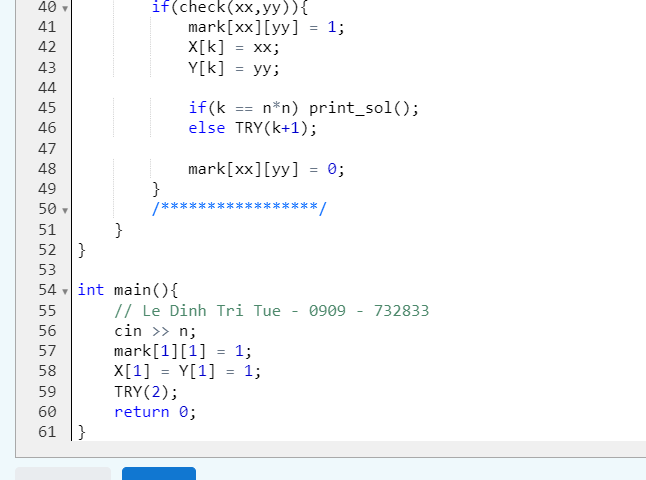 40 if(check(xx,yy)){
41 mark[xx][yy] = 1;
42 X[k] = xx;
43 Y[k] = yy;
44
45 if(k == n*n) print_sol();
46 else TRY(k+1);
47
48 mark[xx][yy] = 0;
49 }
50 /*****************/
51 }
52 }
53
54 int main(){
55 // Le Dinh Tri Tue - 0909 - 732833
56 cin >> n;
57 mark[1][1] = 1;
58 X[1] = Y[1] = 1;
59 TRY(2);
60 return 0;
61 }